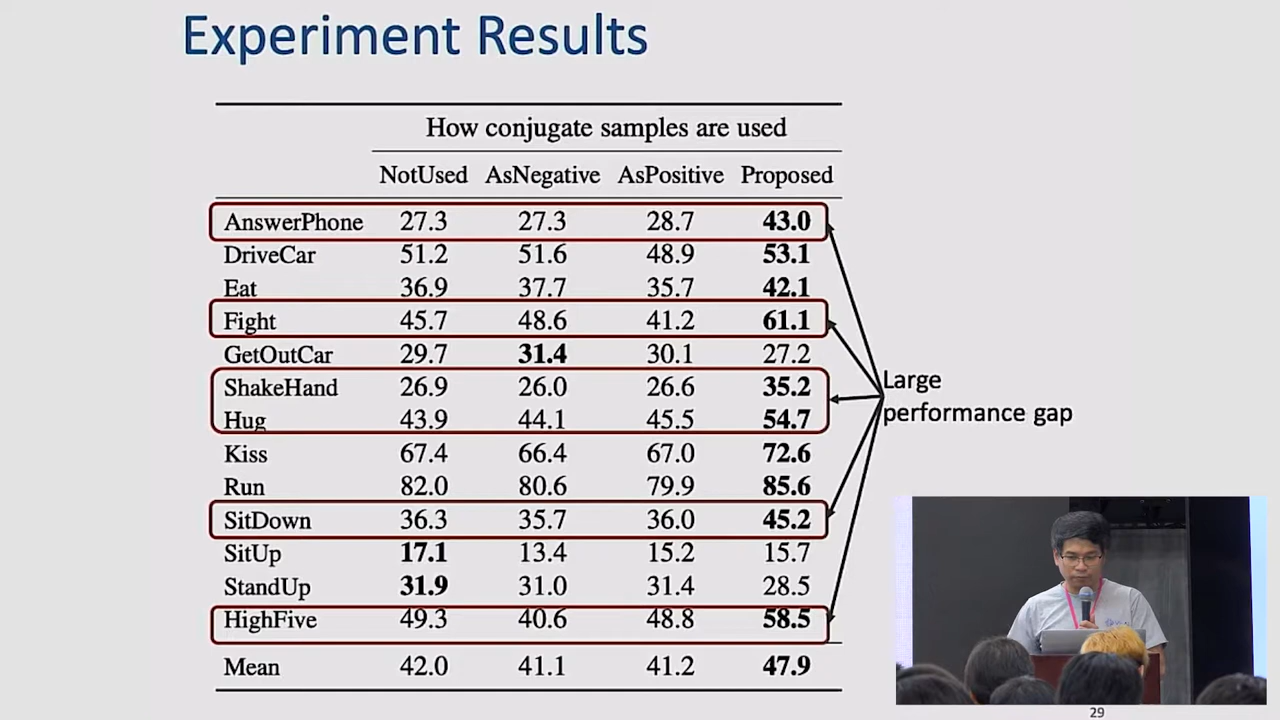 Experiment Results
How conjugate samples are used
NotUsed AsNegative AsPositive Proposed
AnswerPhone 27.3 27.3 28.7 43.0
DriveCar 51.2 51.6 48.9 53.1
Eat 36.9 37.7 35.7 42.1
Fight 45.7 48.6 41.2 61.1
GetOutCar 29.7 31.4 30.1 27.2
ShakeHand 26.9 26.0 26.6 35.2
Hug 43.9 44.1 45.5 54.7
Kiss 67.4 66.4 67.0 72.6
Run 82.0 80.6 79.9 85.6
SitDown 36.3 35.7 36.0 45.2
SitUp 17.1 13.4 15.2 15.7
StandUp 31.9 31.0 31.4 28.5
HighFive 49.3 40.6 48.8 58.5
Mean 42.0 41.1 41.2 47.9
Large
performance gap
29